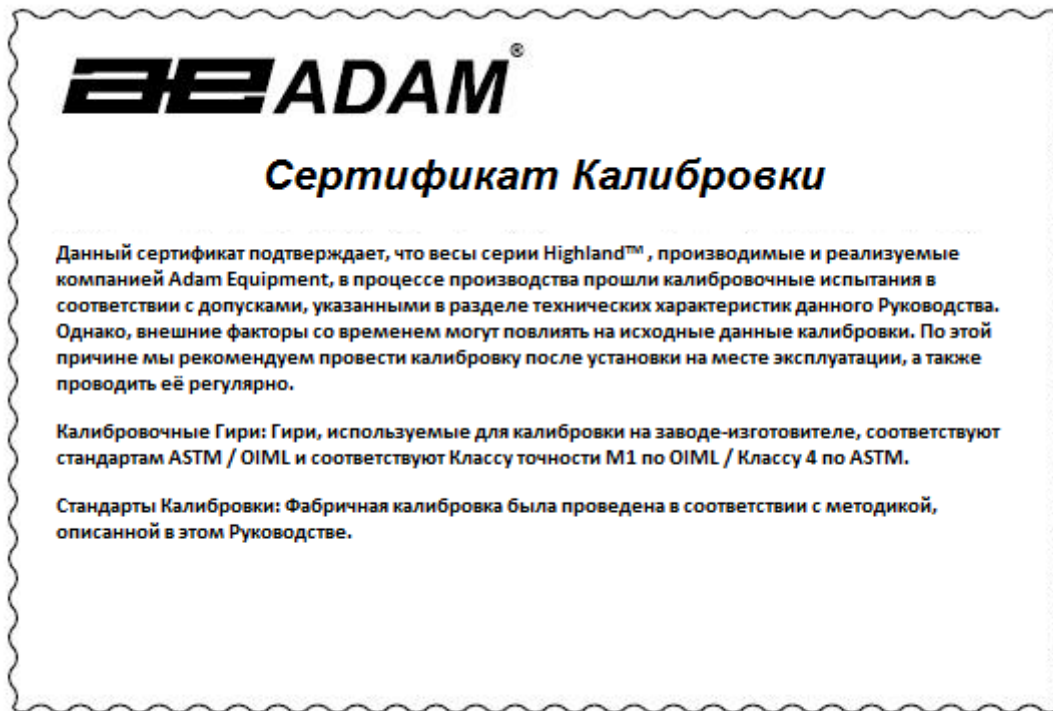 ae ADAM®
Сертификат Калибровки
Данный сертификат подтверждает, что весы серии Highland™ , производимые и реализуемые
компанией Adam Equipment, в процессе производства прошли калибровочные испытания в
соответствии с допусками, указанными в разделе технических характеристик данного Руководства.
Однако, внешние факторы со временем могут повлиять на исходные данные калибровки. По этой
причине мы рекомендуем провести калибровку после установки на месте эксплуатации, а также
проводить её регулярно.
Калибровочные Гири: Гири, используемые для калибровки на заводе-изготовителе, соответствуют
стандартам ASTM / OIML и соответствуют Классу точности M1 по OIML / Классу 4 по ASTM.
Стандарты Калибровки: Фабричная калибровка была проведена в соответствии с методикой,
описанной в этом Руководстве.